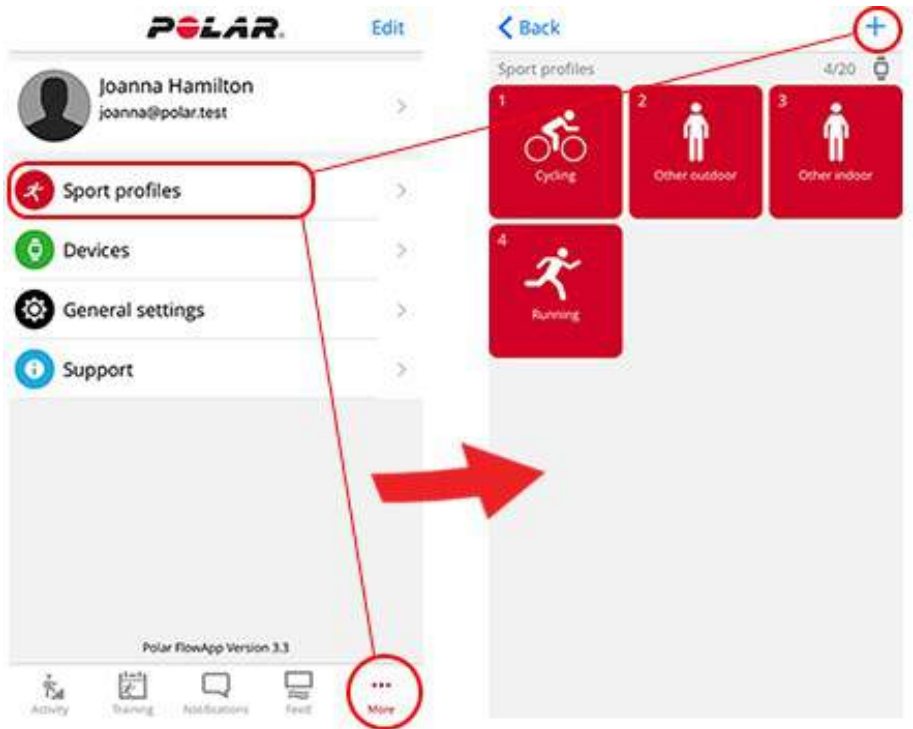 POLAR.
Edit
Joanna Hamilton
joanna@polar.test
Sport profiles
Devices
General settings
Support
Polar FlowApp Version 3.3
Activity
Training
Notifications
Feed
More
Back
Sport profiles
4/20
1
Cycling
2
Other outdoor
3
Other indoor
4
Running